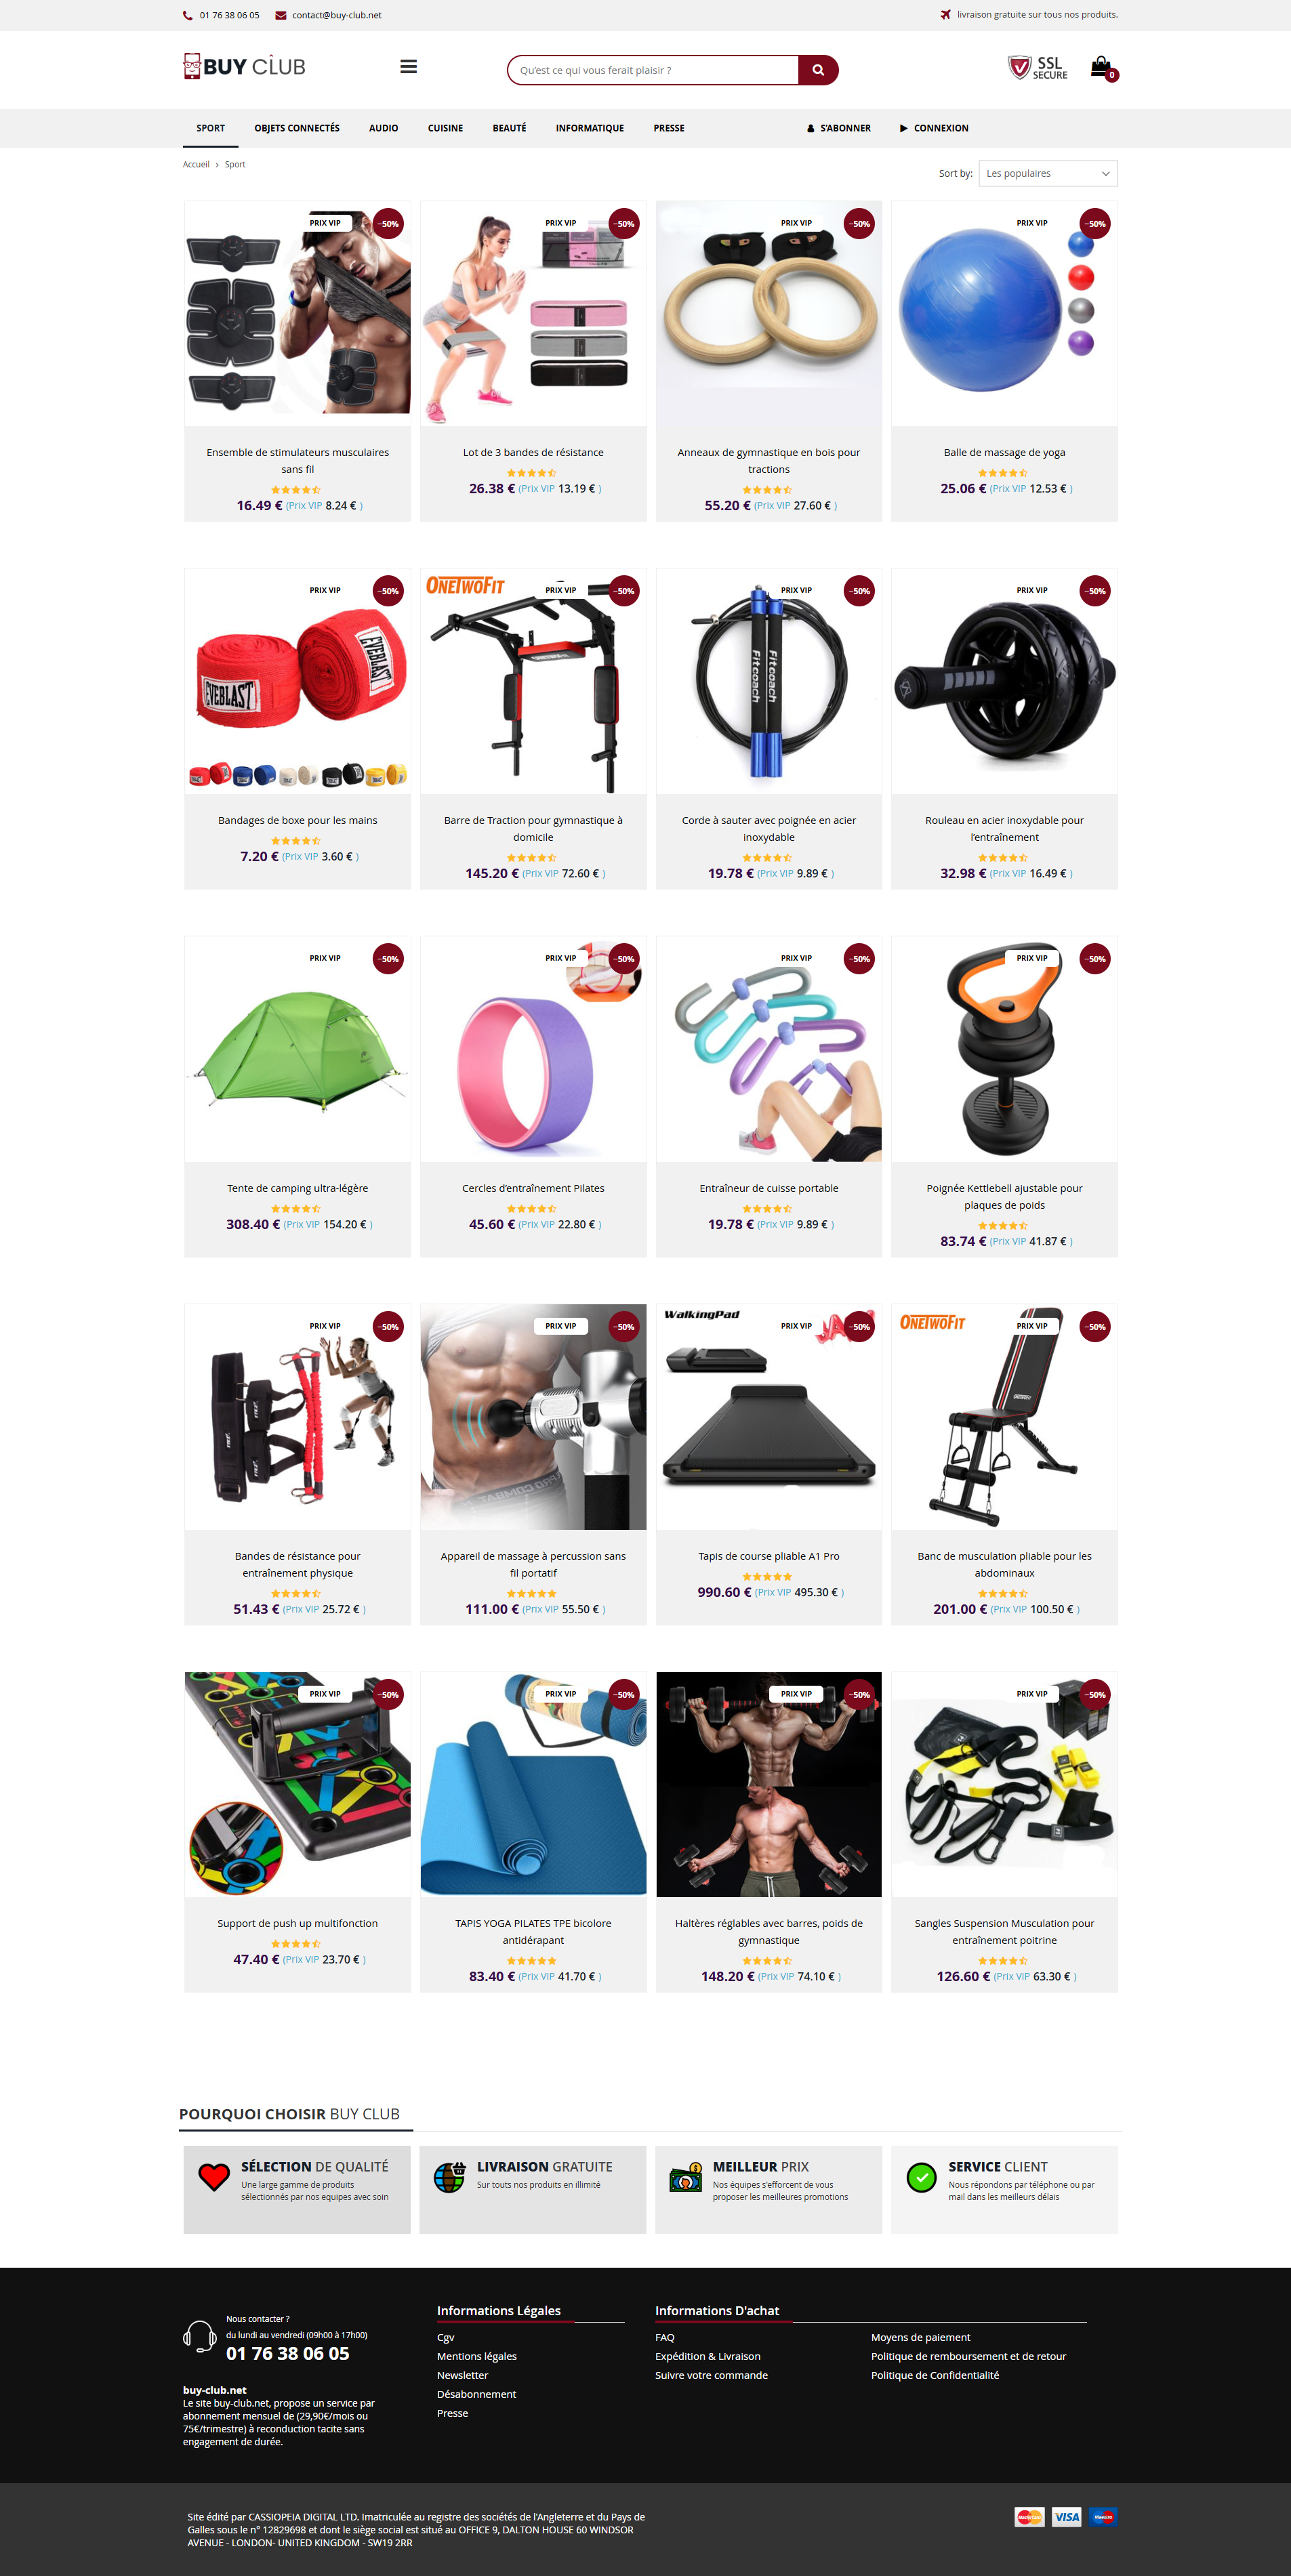 01 76 38 06 05 contact@buy-club.net livraison gratuite sur tous nos produits.
BUY CLUB
Qu'est ce qui vous ferait plaisir ?
SSL
SECURE
0
SPORT OBJETS CONNECTÉS AUDIO CUISINE BEAUTÉ INFORMATIQUE PRESSE S'ABONNER CONNEXION
Accueil > Sport
Sort by: Les populaires
PRIX VIP -50% PRIX VIP -50% PRIX VIP -50% PRIX VIP -50%
Ensemble de stimulateurs musculaires
sans fil
16.49 € (Prix VIP 8.24 € )
Lot de 3 bandes de résistance
26.38 € (Prix VIP 13.19 € )
Anneaux de gymnastique en bois pour
tractions
55.20 € (Prix VIP 27.60 € )
Balle de massage de yoga
25.06 € (Prix VIP 12.53 € )
PRIX VIP -50% PRIX VIP -50% PRIX VIP -50% PRIX VIP -50%
EVEBLAST
EVEBLAST
ONETWOFIT
Fitcoach
Fitcoach
Bandages de boxe pour les mains
7.20 € (Prix VIP 3.60 € )
Barre de Traction pour gymnastique à
domicile
145.20 € (Prix VIP 72.60 € )
Corde à sauter avec poignée en acier
inoxydable
19.78 € (Prix VIP 9.89 € )
Rouleau en acier inoxydable pour
l'entraînement
32.98 € (Prix VIP 16.49 € )
PRIX VIP -50% PRIX VIP -50% PRIX VIP -50% PRIX VIP -50%
Tente de camping ultra-légère
308.40 € (Prix VIP 154.20 € )
Cercles d'entraînement Pilates
45.60 € (Prix VIP 22.80 € )
Entraîneur de cuisse portable
19.78 € (Prix VIP 9.89 € )
Poignée Kettlebell ajustable pour
plaques de poids
83.74 € (Prix VIP 41.87 € )
PRIX VIP -50% PRIX VIP -50% PRIX VIP -50% PRIX VIP -50%
PRO COMBAT
WalkingPad
ONETWOFIT
ONETWOFIT
Bandes de résistance pour
entraînement physique
51.43 € (Prix VIP 25.72 € )
Appareil de massage à percussion sans
fil portatif
111.00 € (Prix VIP 55.50 € )
Tapis de course pliable A1 Pro
990.60 € (Prix VIP 495.30 € )
Banc de musculation pliable pour les
abdominaux
201.00 € (Prix VIP 100.50 € )
PRIX VIP -50% PRIX VIP -50% PRIX VIP -50% PRIX VIP -50%
Support de push up multifonction
47.40 € (Prix VIP 23.70 € )
TAPIS YOGA PILATES TPE bicolore
antidérapant
83.40 € (Prix VIP 41.70 € )
Haltères réglables avec barres, poids de
gymnastique
148.20 € (Prix VIP 74.10 € )
Sangles Suspension Musculation pour
entraînement poitrine
126.60 € (Prix VIP 63.30 € )
POURQUOI CHOISIR BUY CLUB
SÉLECTION DE QUALITÉ
Une large gamme de produits
sélectionnés par nos equipes avec soin
LIVRAISON GRATUITE
Sur touts nos produits en illimité
MEILLEUR PRIX
Nos équipes s'efforcent de vous
proposer les meilleures promotions
SERVICE CLIENT
Nous répondons par téléphone ou par
mail dans les meilleurs délais
Nous contacter ?
du lundi au vendredi (09h00 à 17h00)
01 76 38 06 05
buy-club.net
Le site buy-club.net, propose un service par
abonnement mensuel de (29,90€/mois ou
75€/trimestre) à reconduction tacite sans
engagement de durée.
Informations Légales
Cgv
Mentions légales
Newsletter
Désabonnement
Presse
Informations D'achat
FAQ
Expédition & Livraison
Suivre votre commande
Moyens de paiement
Politique de remboursement et de retour
Politique de Confidentialité
Site édité par CASSIOPEIA DIGITAL LTD. Imatriculée au registre des sociétés de l'Angleterre et du Pays de
Galles sous le n° 12829698 et dont le siège social est situé au OFFICE 9, DALTON HOUSE 60 WINDSOR
AVENUE - LONDON- UNITED KINGDOM - SW19 2RR
MasterCard VISA Maestro